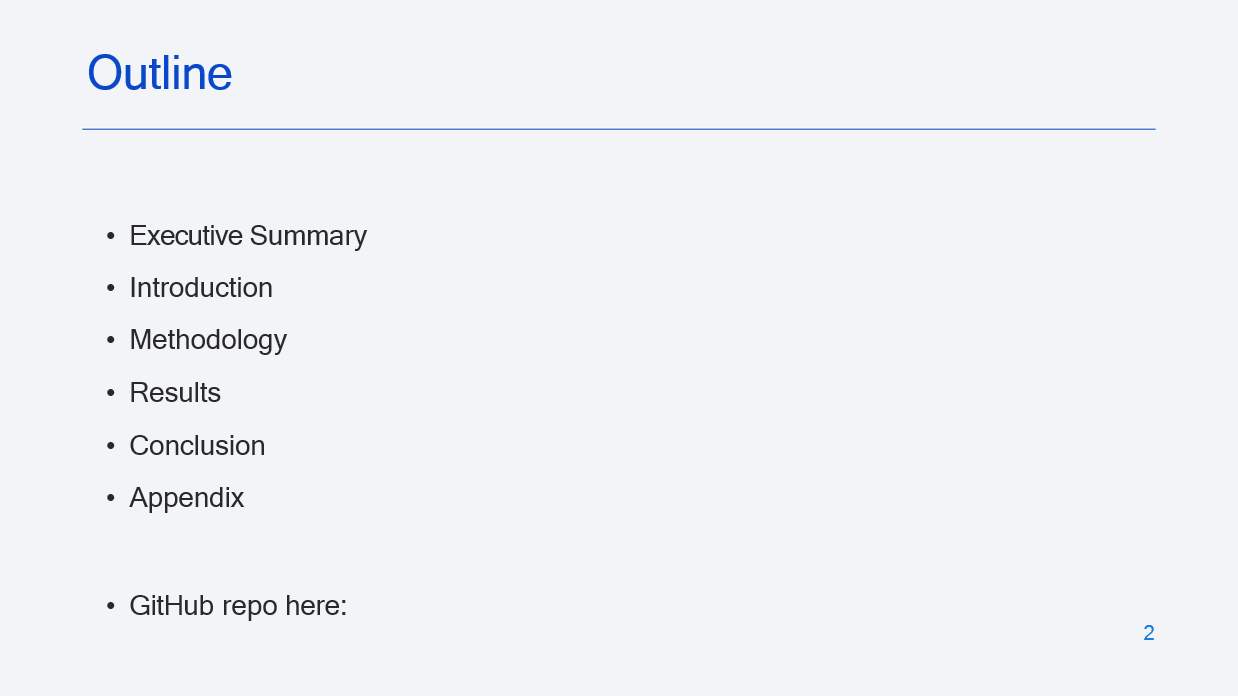 Outline
• Executive Summary
• Introduction
• Methodology
• Results
• Conclusion
• Appendix
• GitHub repo here:
2